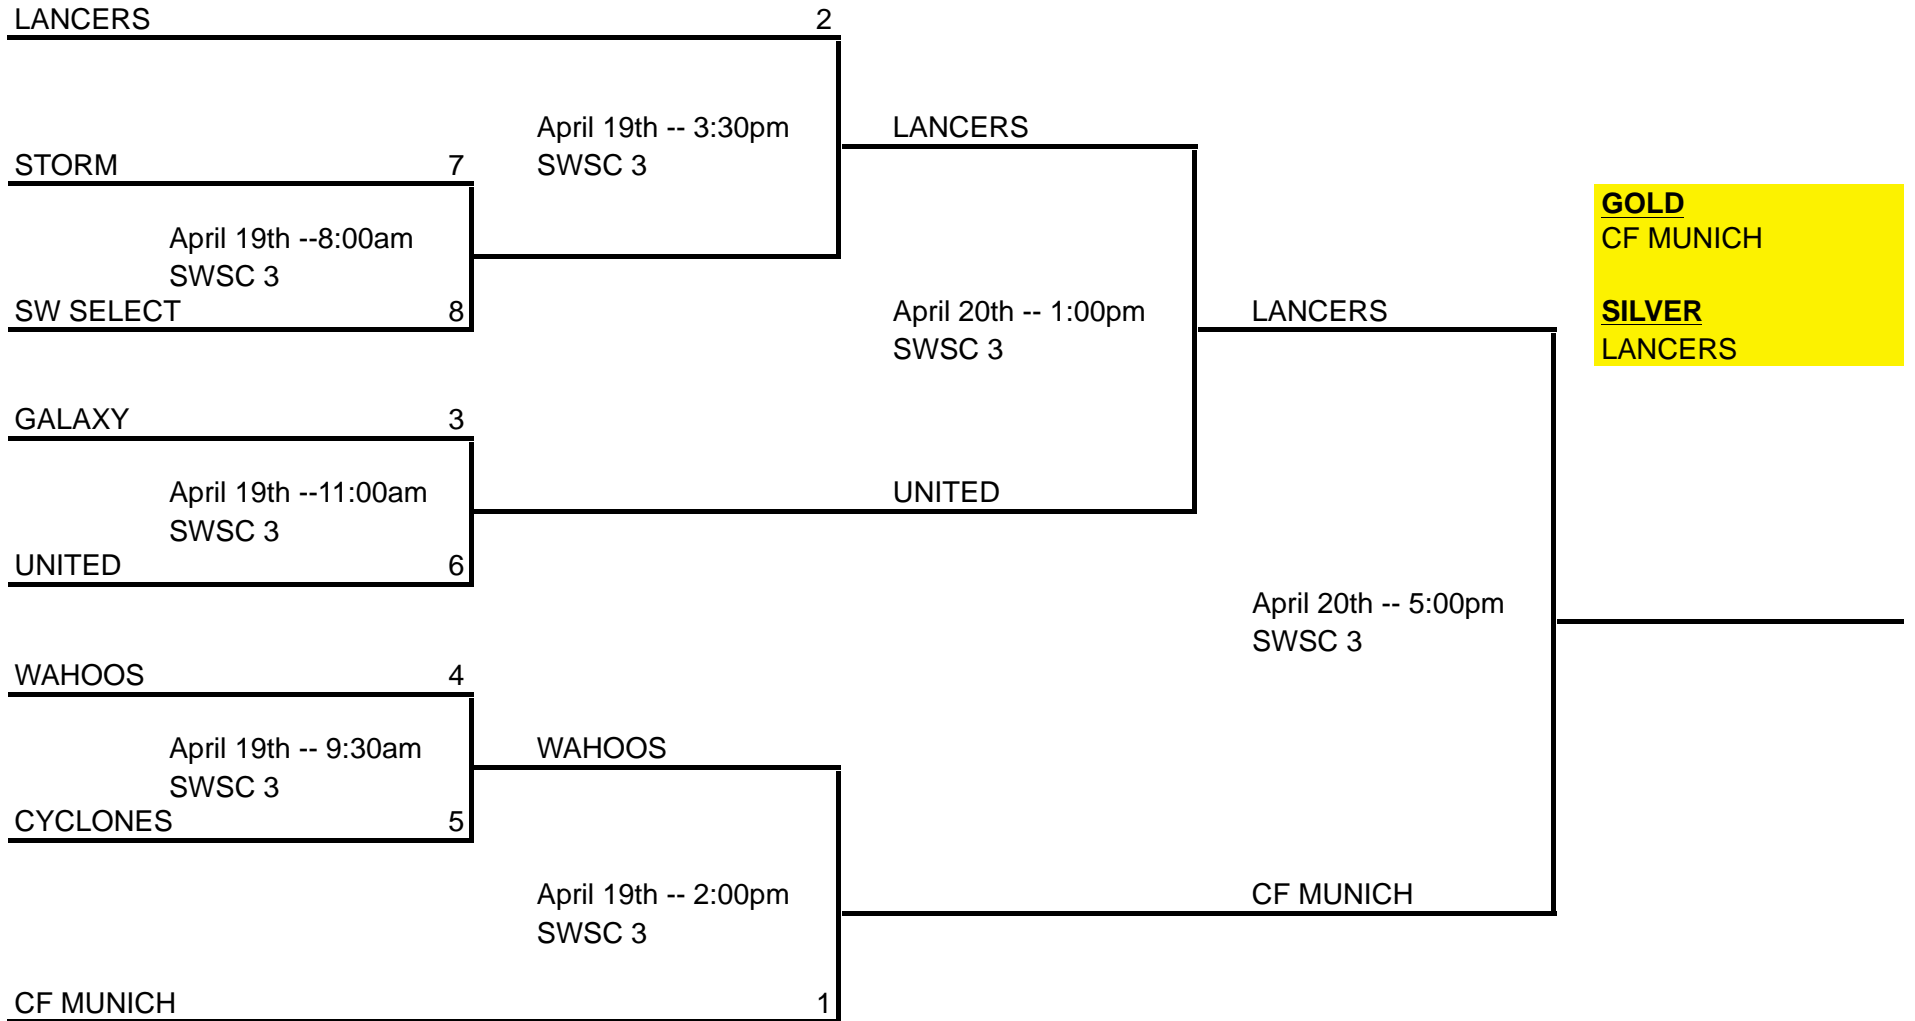 LANCERS 2
April 19th -- 3:30pm LANCERS
STORM 7 SWSC 3
GOLD
April 19th --8:00am CF MUNICH
SWSC 3
SW SELECT 8 April 20th -- 1:00pm LANCERS SILVER
SWSC 3 LANCERS
GALAXY 3
April 19th --11:00am UNITED
SWSC 3
UNITED 6
April 20th -- 5:00pm
SWSC 3
WAHOOS 4
April 19th -- 9:30am WAHOOS
SWSC 3
CYCLONES 5
April 19th -- 2:00pm CF MUNICH
SWSC 3
CF MUNICH 1